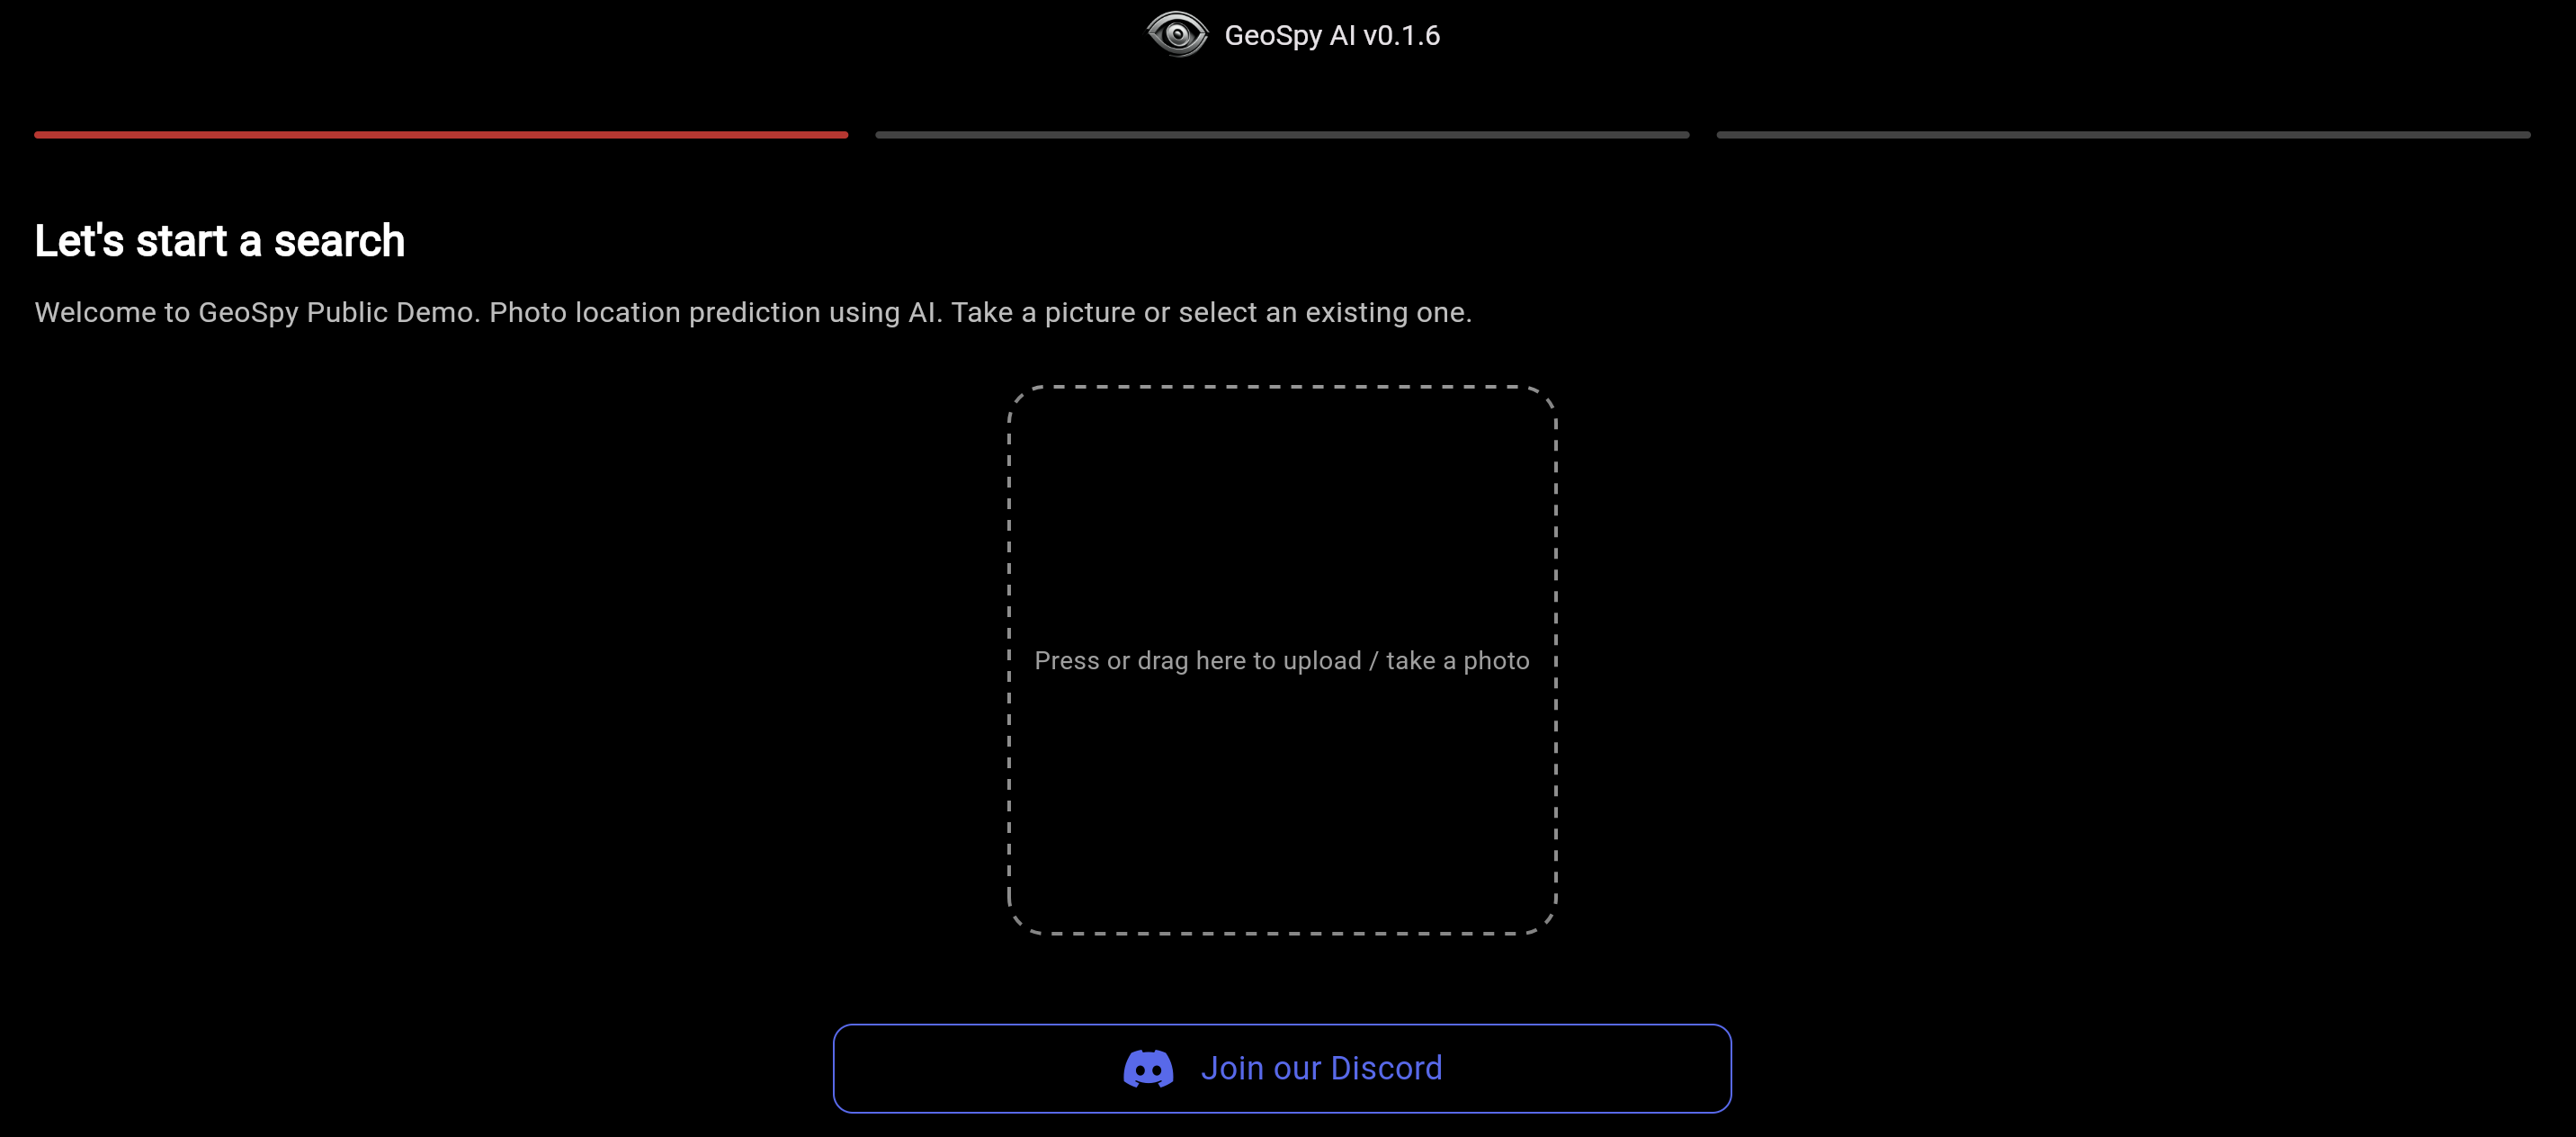 GeoSpy AI v0.1.6
Let's start a search
Welcome to GeoSpy Public Demo. Photo location prediction using AI. Take a picture or select an existing one.
Press or drag here to upload / take a photo
Join our Discord